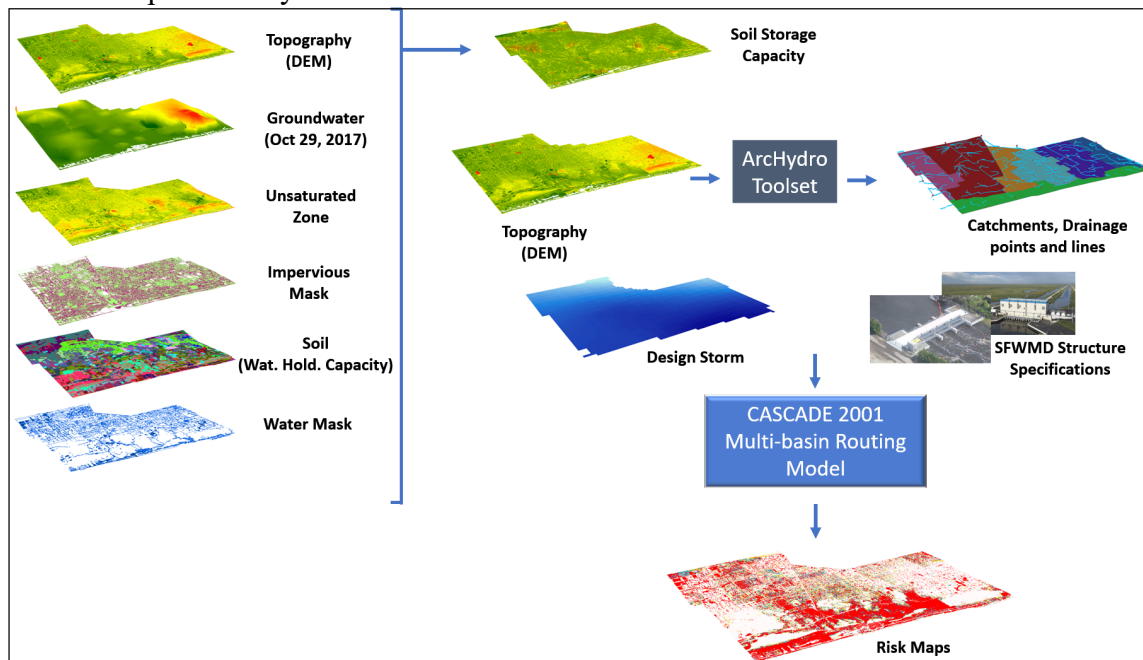 Topography
(DEM)
Groundwater
(Oct 29, 2017)
Unsaturated
Zone
Impervious
Mask
Soil
(Wat. Hold. Capacity)
Water Mask
Soil Storage
Capacity
Topography
(DEM)
ArcHydro
Toolset
Catchments, Drainage
points and lines
Design Storm
SFWMD Structure
Specifications
CASCADE 2001
Multi-basin Routing
Model
Risk Maps